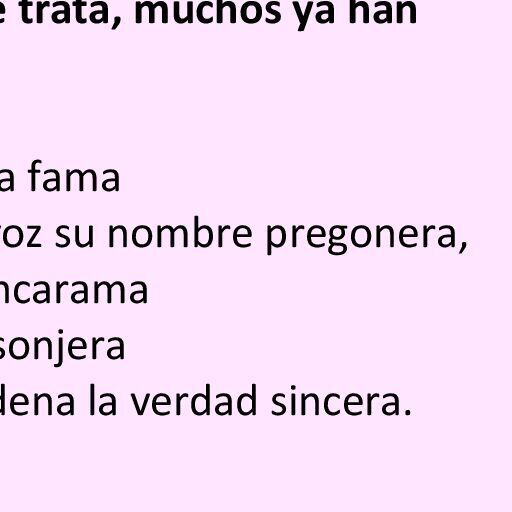 trata, muchos ya han
a fama
voz su nombre pregonera,
ncarama
sonjera
dena la verdad sincera.